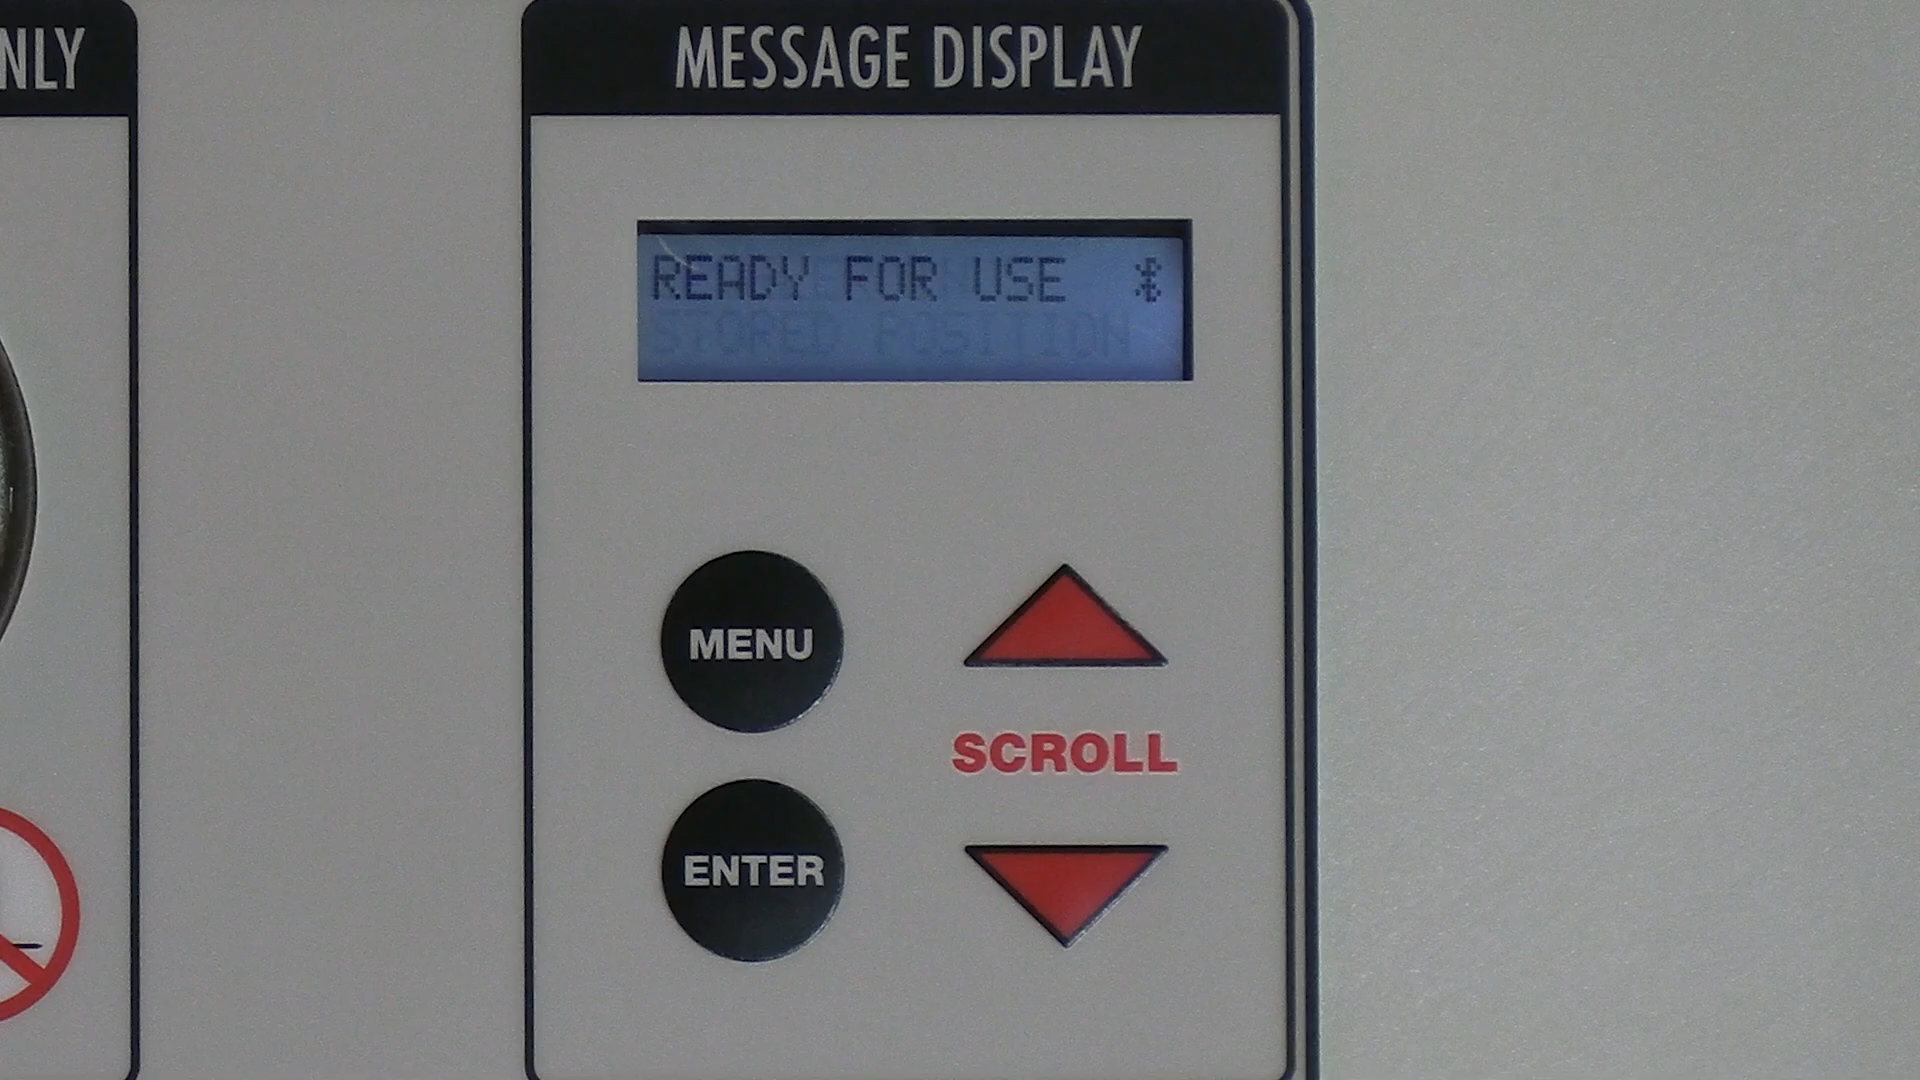 NLY
MESSAGE DISPLAY
READY FOR USE
STORED POSITION
MENU
SCROLL
ENTER